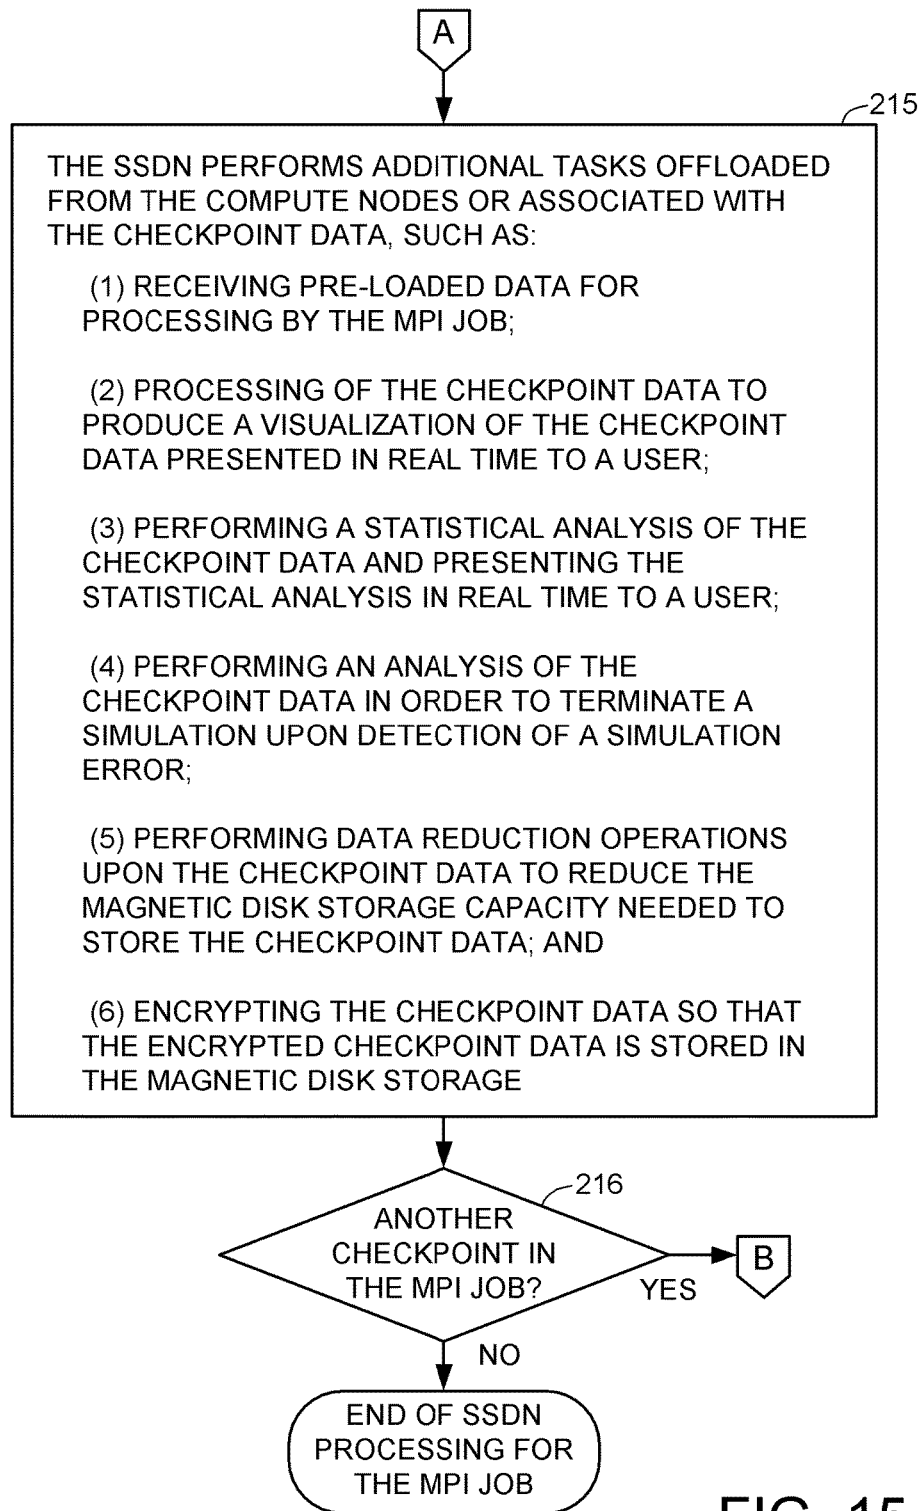 A
215
THE SSDN PERFORMS ADDITIONAL TASKS OFFLOADED
FROM THE COMPUTE NODES OR ASSOCIATED WITH
THE CHECKPOINT DATA, SUCH AS:
(1) RECEIVING PRE-LOADED DATA FOR
PROCESSING BY THE MPI JOB;
(2) PROCESSING OF THE CHECKPOINT DATA TO
PRODUCE A VISUALIZATION OF THE CHECKPOINT
DATA PRESENTED IN REAL TIME TO A USER;
(3) PERFORMING A STATISTICAL ANALYSIS OF THE
CHECKPOINT DATA AND PRESENTING THE
STATISTICAL ANALYSIS IN REAL TIME TO A USER;
(4) PERFORMING AN ANALYSIS OF THE
CHECKPOINT DATA IN ORDER TO TERMINATE A
SIMULATION UPON DETECTION OF A SIMULATION
ERROR;
(5) PERFORMING DATA REDUCTION OPERATIONS
UPON THE CHECKPOINT DATA TO REDUCE THE
MAGNETIC DISK STORAGE CAPACITY NEEDED TO
STORE THE CHECKPOINT DATA; AND
(6) ENCRYPTING THE CHECKPOINT DATA SO THAT
THE ENCRYPTED CHECKPOINT DATA IS STORED IN
THE MAGNETIC DISK STORAGE
216
ANOTHER
CHECKPOINT IN
THE MPI JOB?
YES
B
NO
END OF SSDN
PROCESSING FOR
THE MPI JOB
FIG. 15